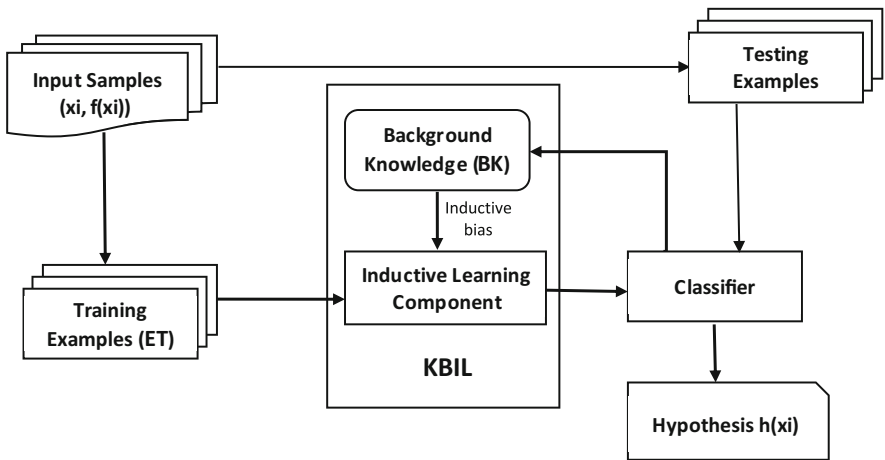 Input Samples
(xi, f(xi))
Testing
Examples
Background
Knowledge (BK)
Inductive
bias
Inductive Learning
Component
Classifier
Training
Examples (ET)
KBIL
Hypothesis h(xi)